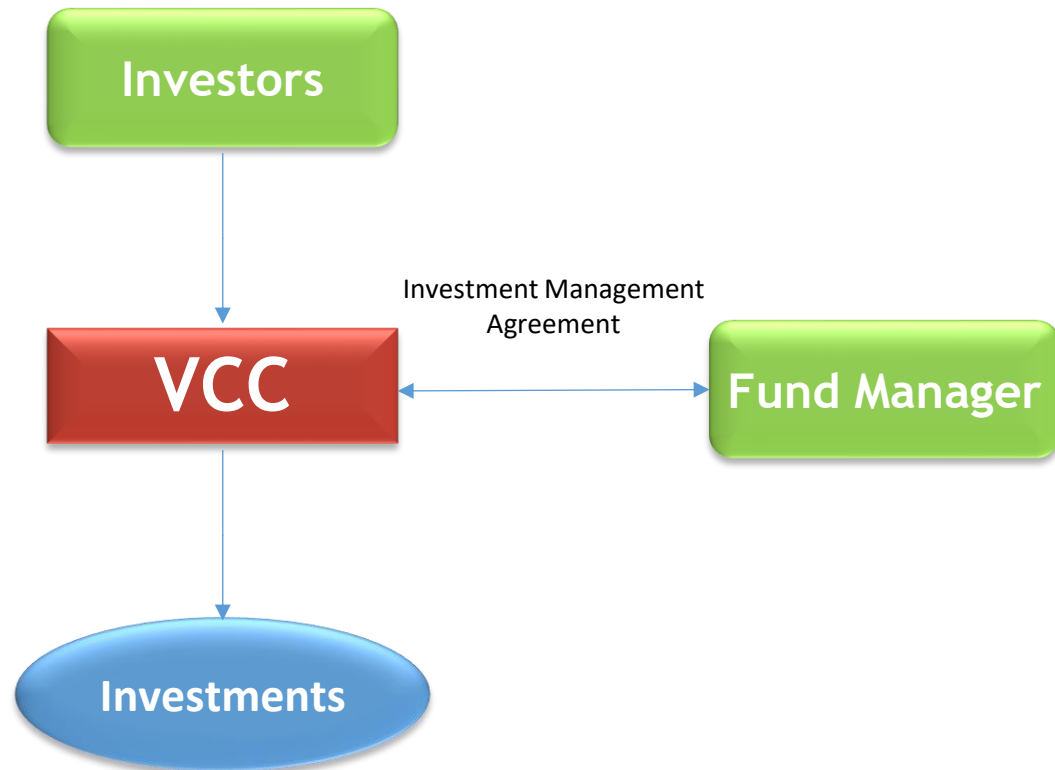 Investors
Investment Management
Agreement
VCC
Fund Manager
Investments